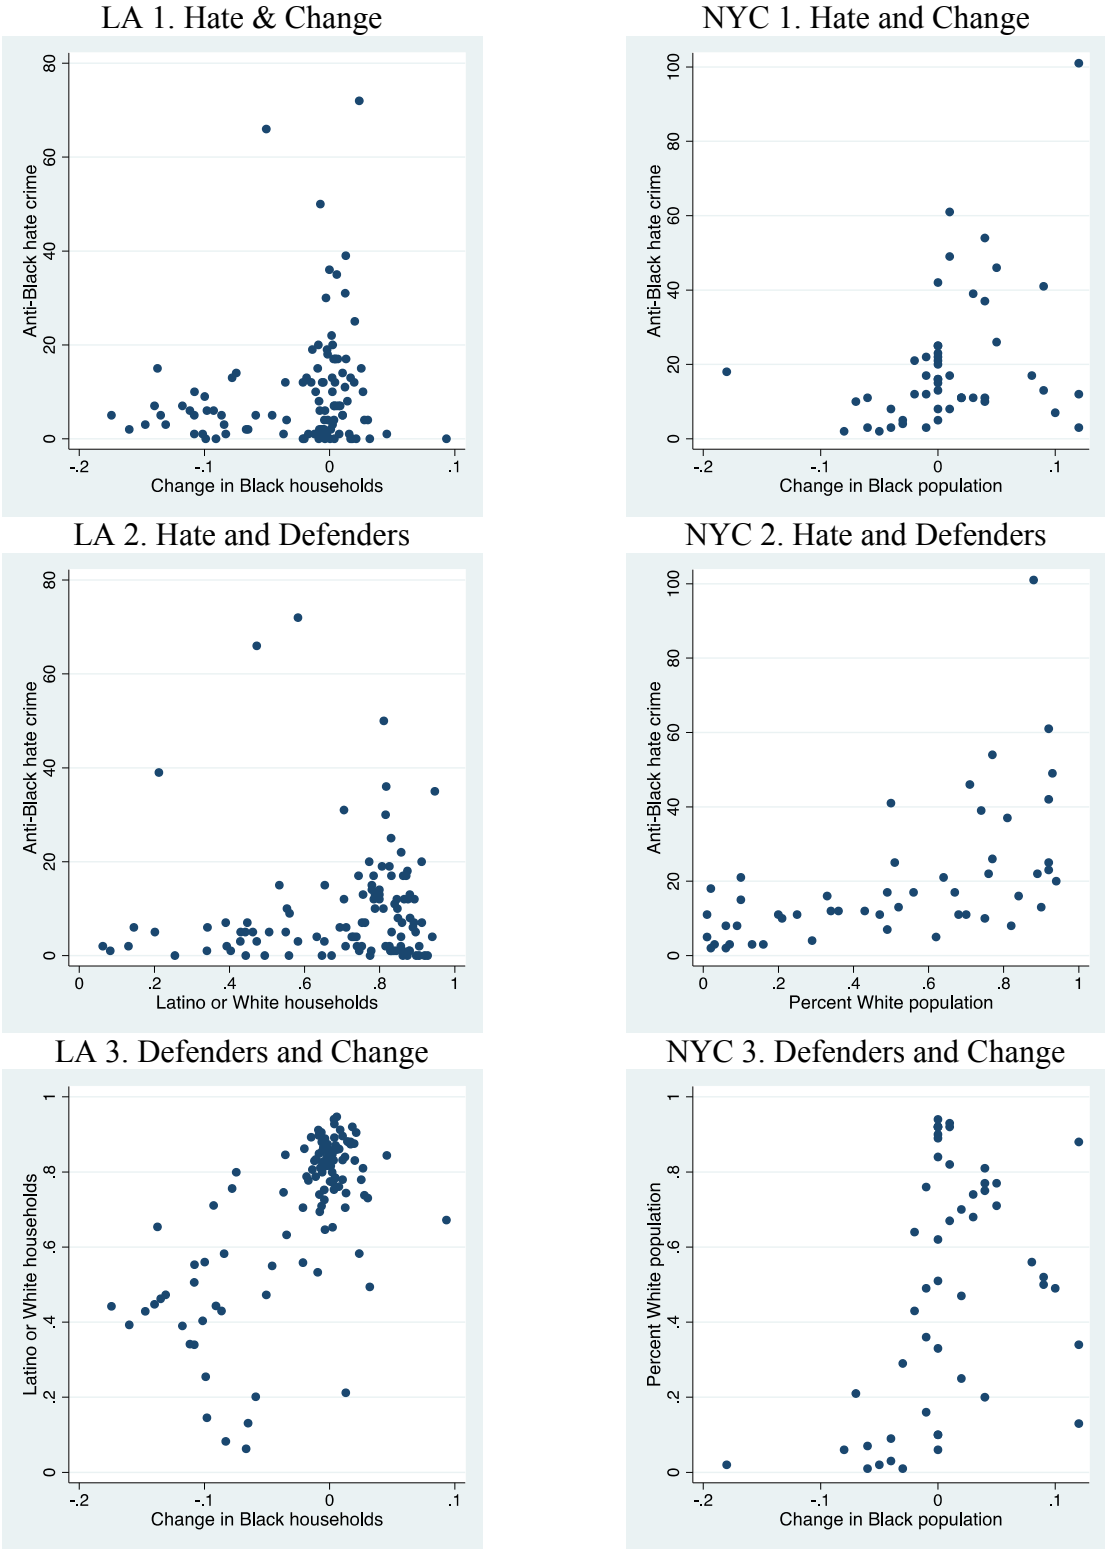 LA 1. Hate & Change
80
60
40
20
0
Anti-Black hate crime
-.2 -.1 0 .1
Change in Black households
NYC 1. Hate and Change
100
80
60
40
20
0
Anti-Black hate crime
-.2 -.1 0 .1
Change in Black population
LA 2. Hate and Defenders
80
60
40
20
0
Anti-Black hate crime
0 .2 .4 .6 .8 1
Latino or White households
NYC 2. Hate and Defenders
100
80
60
40
20
0
Anti-Black hate crime
0 .2 .4 .6 .8 1
Percent White population
LA 3. Defenders and Change
1
.8
.6
.4
.2
0
Latino or White households
-.2 -.1 0 .1
Change in Black households
NYC 3. Defenders and Change
1
.8
.6
.4
.2
0
Percent White population
-.2 -.1 0 .1
Change in Black population